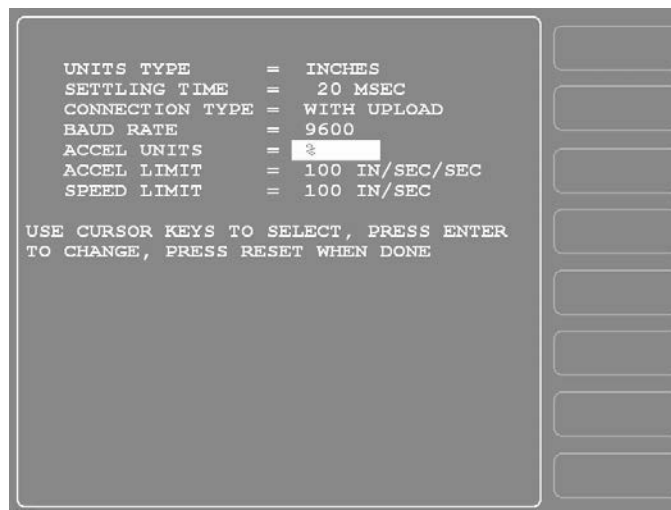 UNITS TYPE = INCHES
SETTLING TIME = 20 MSEC
CONNECTION TYPE = WITH UPLOAD
BAUD RATE = 9600
ACCEL UNITS = %
ACCEL LIMIT = 100 IN/SEC/SEC
SPEED LIMIT = 100 IN/SEC
USE CURSOR KEYS TO SELECT, PRESS ENTER
TO CHANGE, PRESS RESET WHEN DONE